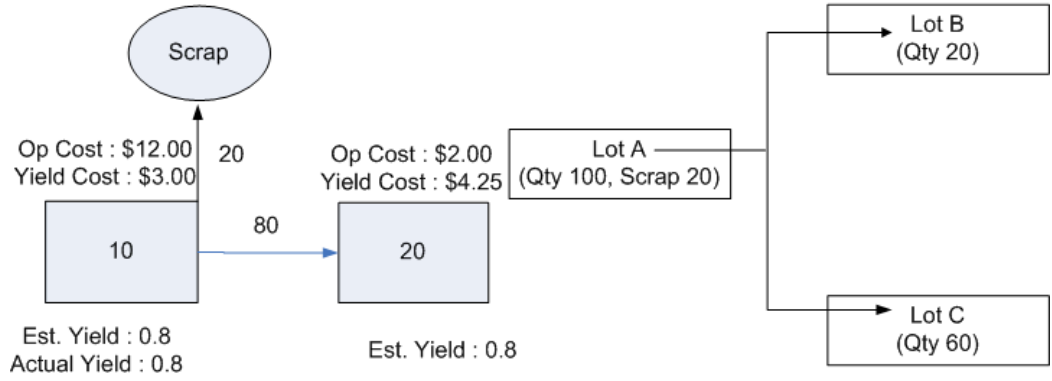 Scrap
Op Cost : $12.00
Yield Cost : $3.00
20
10
80
Est. Yield : 0.8
Actual Yield : 0.8
Op Cost : $2.00
Yield Cost : $4.25
20
Est. Yield : 0.8
Lot A
(Qty 100, Scrap 20)
Lot B
(Qty 20)
Lot C
(Qty 60)